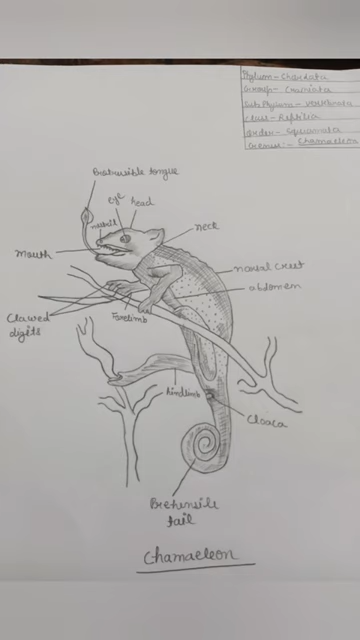 Phylum - Chordata
Group - Craniata
Sub Phylum - Vertebrata
Class - Reptilia
Order - Squamata
Genus: - Chamaeleon
Protrusible tongue
eye
head
nostril
neck
Mouth
nuxal crest
abdomen
Clawed
digits
Forelimb
hindlimb
Cloaca
Prehensile
tail
Chamaeleon